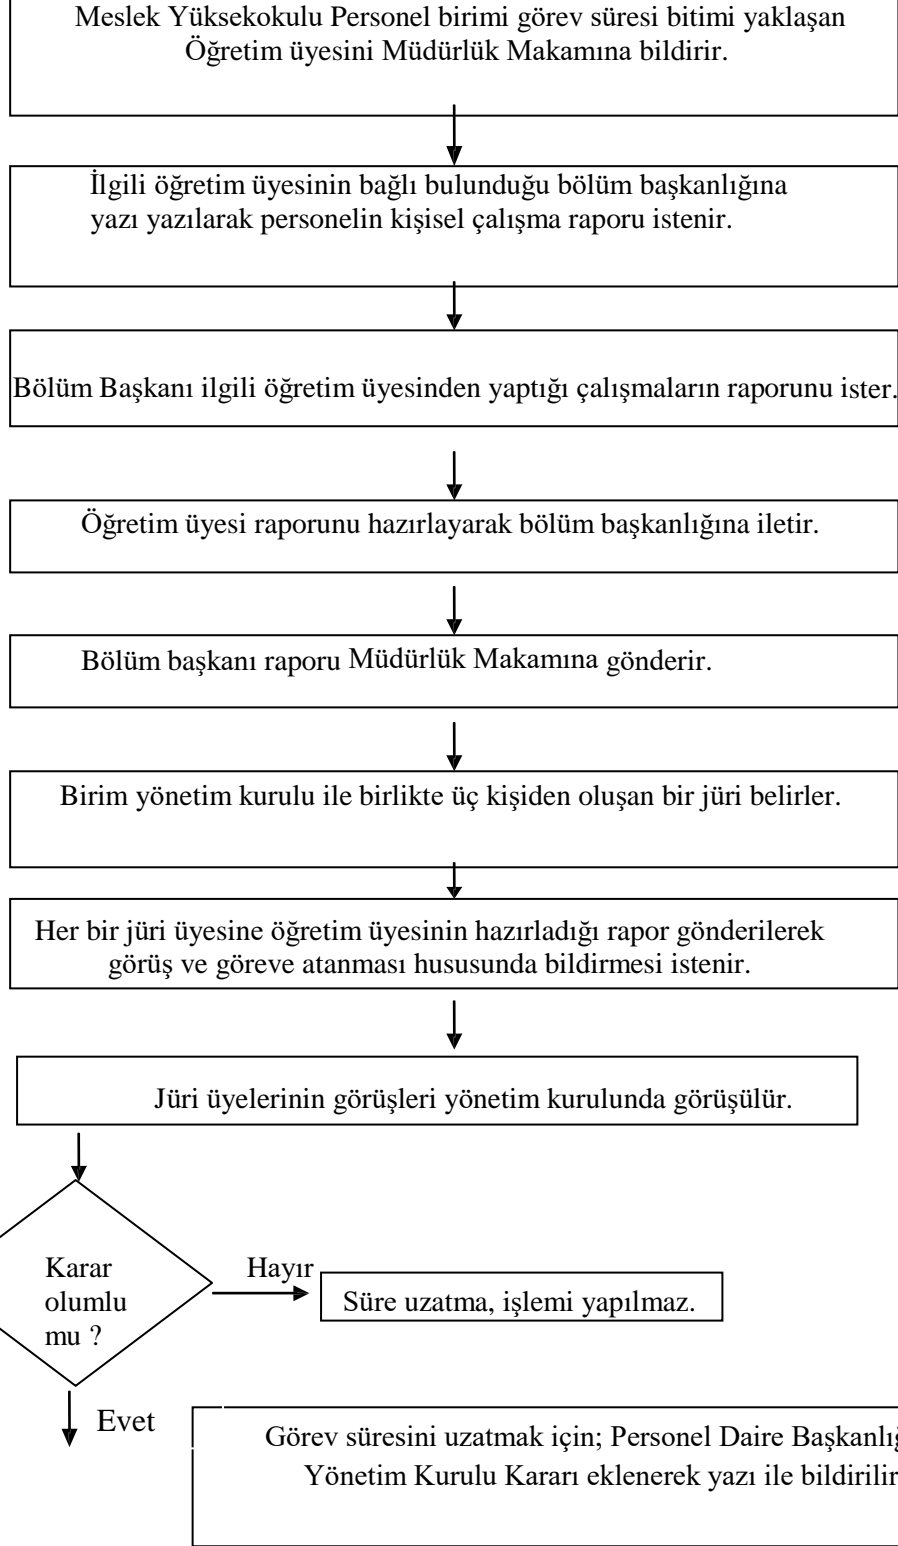 Meslek Yüksekokulu Personel birimi görev süresi bitimi yaklaşan
Öğretim üyesini Müdürlük Makamına bildirir.
İlgili öğretim üyesinin bağlı bulunduğu bölüm başkanlığına
yazı yazılarak personelin kişisel çalışma raporu istenir.
Bölüm Başkanı ilgili öğretim üyesinden yaptığı çalışmaların raporunu ister.
Öğretim üyesi raporunu hazırlayarak bölüm başkanlığına iletir.
Bölüm başkanı raporu Müdürlük Makamına gönderir.
Birim yönetim kurulu ile birlikte üç kişiden oluşan bir jüri belirler.
Her bir jüri üyesine öğretim üyesinin hazırladığı rapor gönderilerek
görüş ve göreve atanması hususunda bildirmesi istenir.
Jüri üyelerinin görüşleri yönetim kurulunda görüşülür.
Karar
olumlu
mu ?
Hayır
Süre uzatma, işlemi yapılmaz.
Evet
Görev süresini uzatmak için; Personel Daire
Yönetim Kurulu Kararı eklenerek yazı ile bildirilir